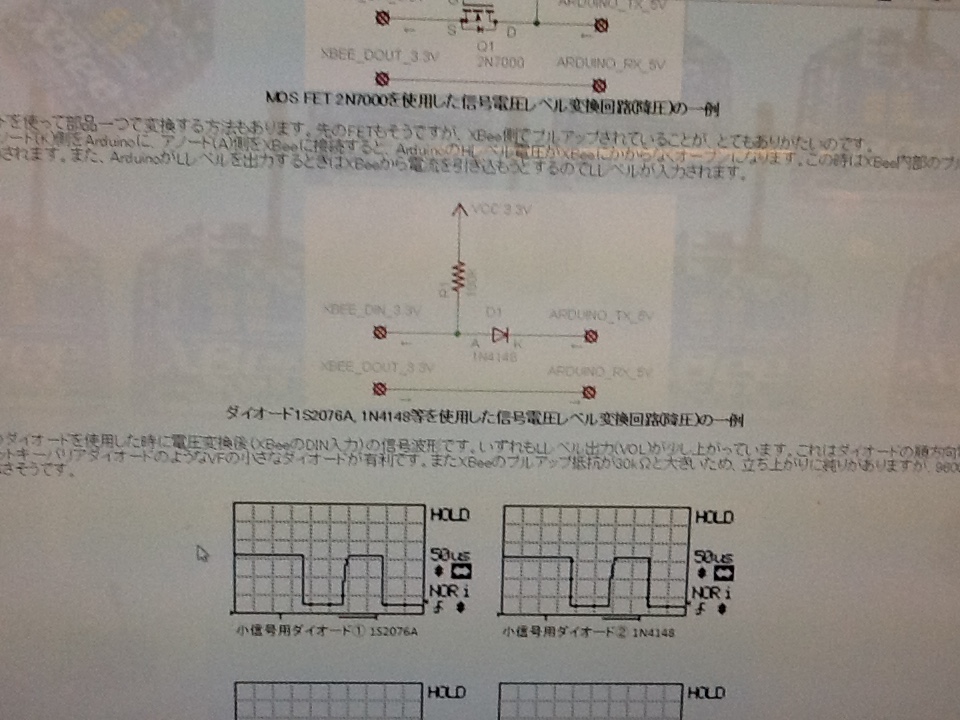 ARDUINO_TX_5V
S D
Q1
XBEE_DOUT_3.3V 2N7000 ARDUINO_RX_5V
MOS FET 2N7000を使用した信号電圧レベル変換回路(降圧)の一例
ドを使って部品一つで変換する方法もあります。先のFETもそうですが、XBee側でプルアップされていることが、とてもありがたいのです。
ノード(K)側をArduinoに、アノード(A)側をXBeeに接続すると、ArduinoのHレベル電圧がXBeeにかからないオープンになります。この時はXBee内部のプル
されます。また、ArduinoがLレベルを出力するときはXBeeから電流を引き込もうとするのでLレベルが入力されます。
VCC 3.3V
XBEE_DIN_3.3V D1 ARDUINO_TX_5V
A K
1N4148
XBEE_DOUT_3.3V ARDUINO_RX_5V
ダイオード1S2076A, 1N4148等を使用した信号電圧レベル変換回路(降圧)の一例
ダイオードを使用した時に電圧変換後(XBeeのDIN入力)の信号波形です。いずれもLレベル出力(VOL)が少し上がっています。これはダイオードの順方向
ットキーバリアダイオードのようなVFの小さなダイオードが有利です。またXBeeのプルアップ抵抗が30kΩと大きいため、立ち上がりに鈍りがありますが、9600
さそうです。
HOLD HOLD
50us 50us
NOR i NOR i
小信号用ダイオード① 1S2076A 小信号用ダイオード② 1N4148
HOLD HOLD